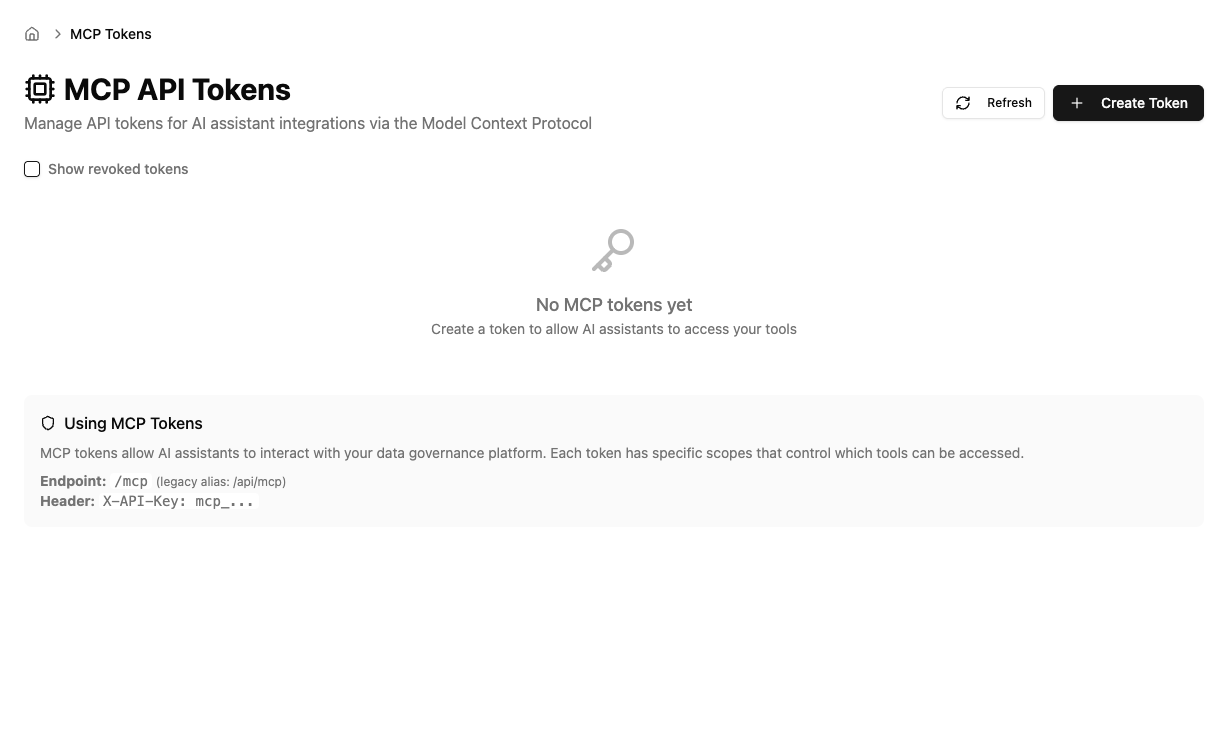 MCP Tokens
MCP API Tokens
Manage API tokens for AI assistant integrations via the Model Context Protocol
Refresh
Create Token
Show revoked tokens
No MCP tokens yet
Create a token to allow AI assistants to access your tools
Using MCP Tokens
MCP tokens allow AI assistants to interact with your data governance platform. Each token has specific scopes that control which tools can be accessed.
Endpoint: /mcp (legacy alias: /api/mcp)
Header: X-API-Key: mcp_...